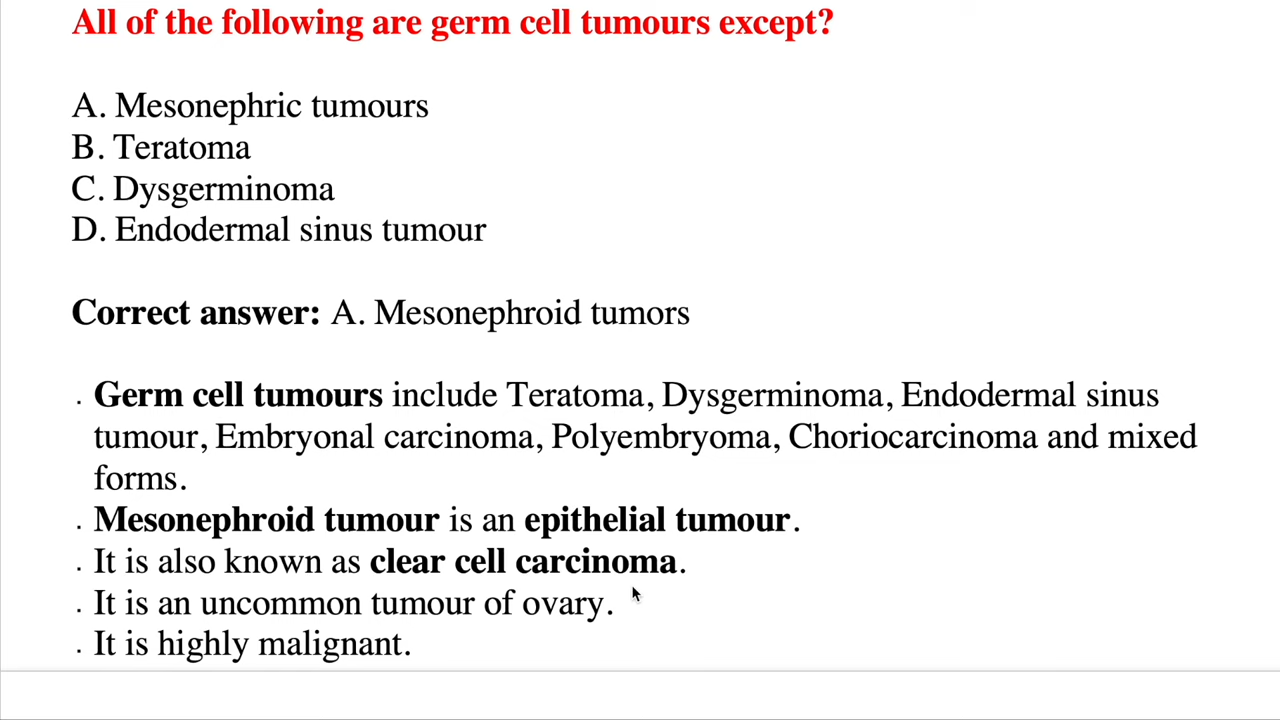 All of the following are germ cell tumours except?
A. Mesonephric tumours
B. Teratoma
C. Dysgerminoma
D. Endodermal sinus tumour
Correct answer: A. Mesonephroid tumors
. Germ cell tumours include Teratoma, Dysgerminoma, Endodermal sinus
tumour, Embryonal carcinoma, Polyembryoma, Choriocarcinoma and mixed
forms.
. Mesonephroid tumour is an epithelial tumour.
. It is also known as clear cell carcinoma.
. It is an uncommon tumour of ovary.
. It is highly malignant.